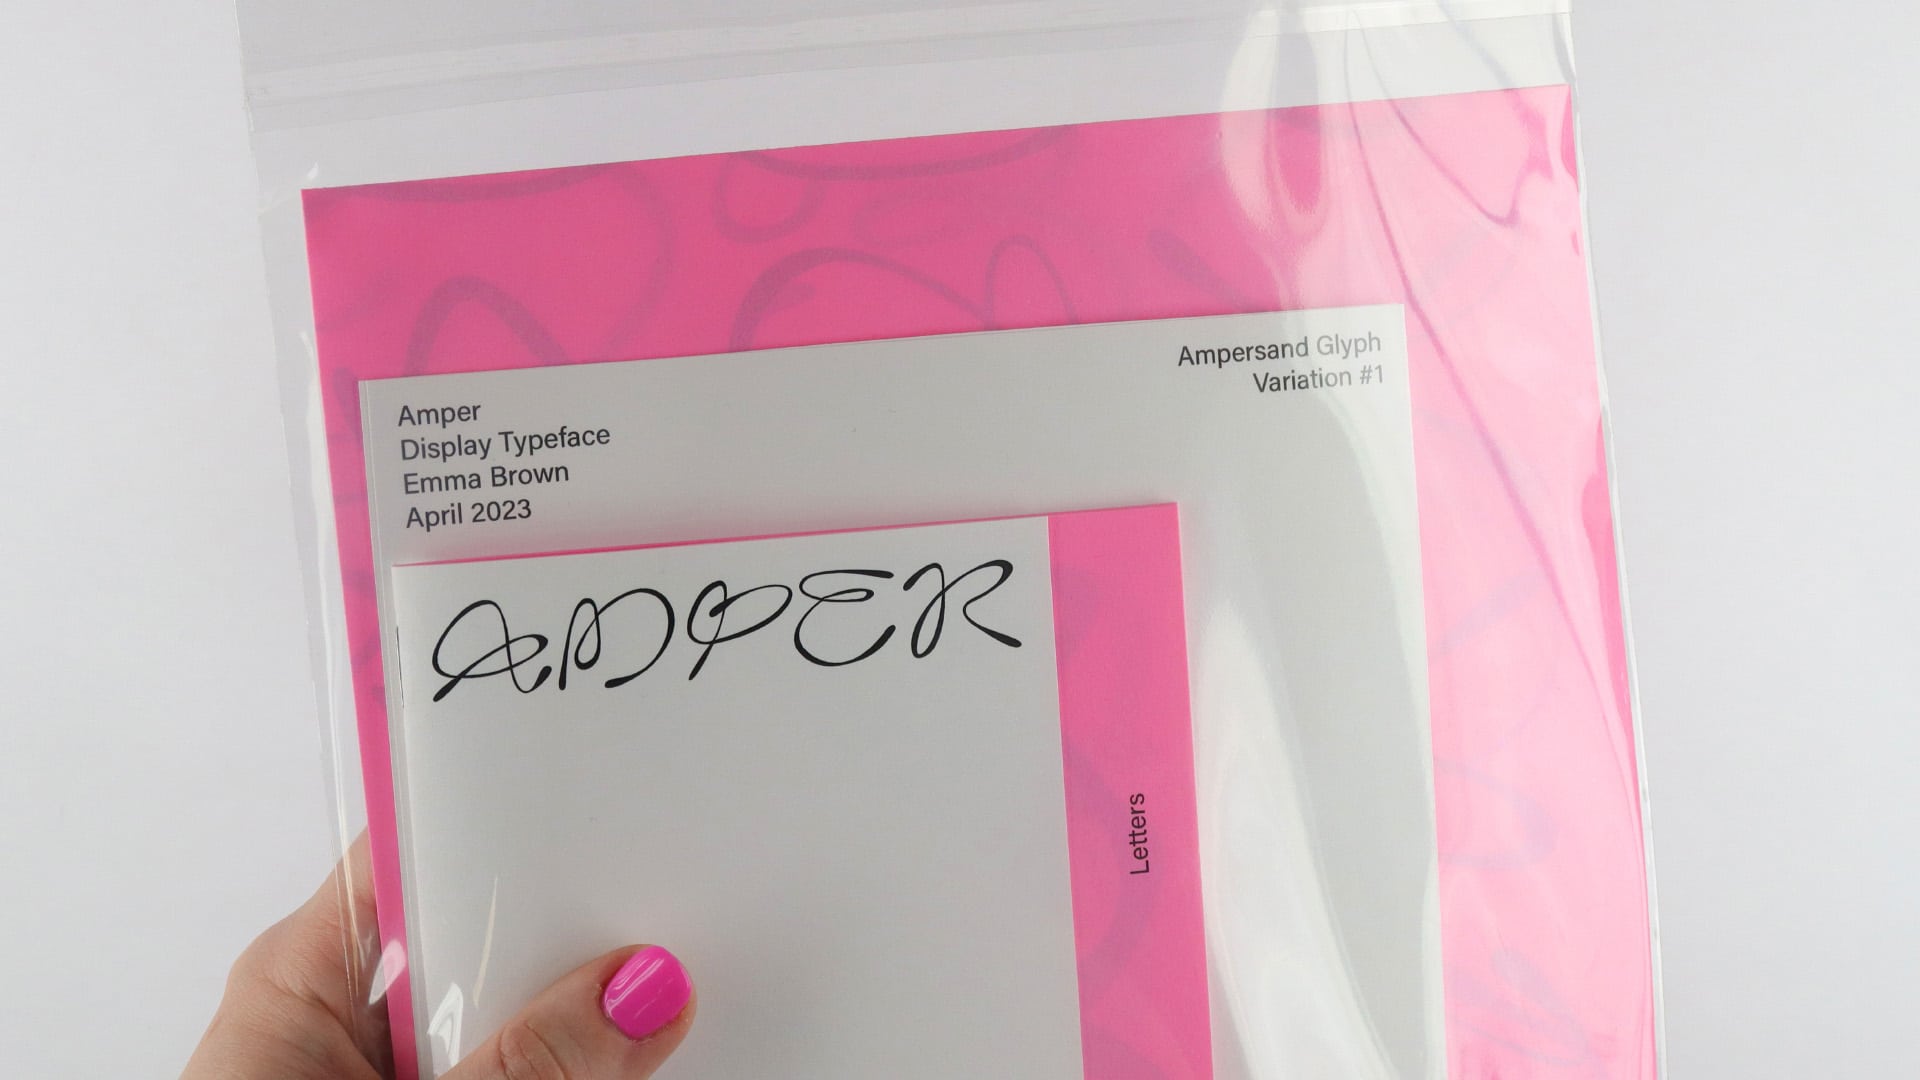 Amper
Display Typeface
Emma Brown
April 2023
Ampersand Glyph
Variation #1
AMPER
Letters